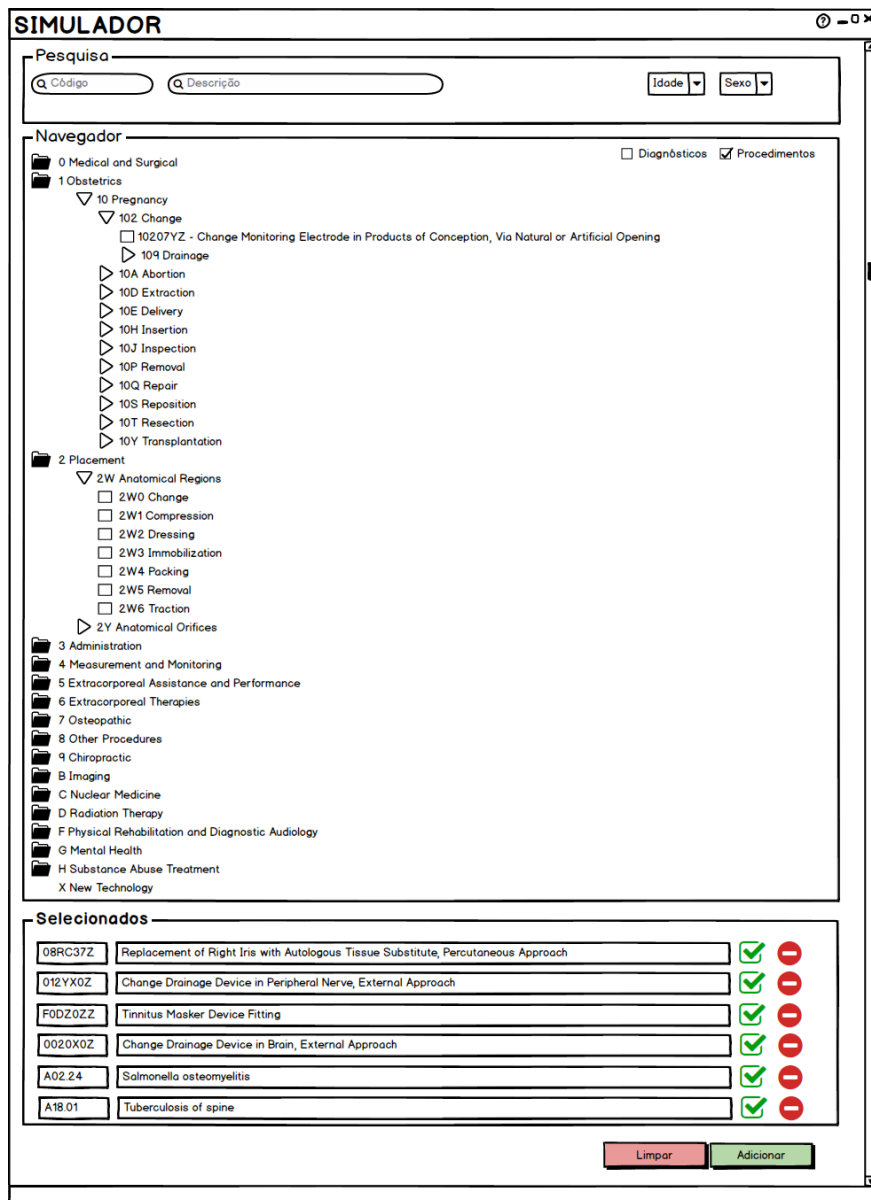 SIMULADOR
Pesquisa
Código
Descrição
Idade
Sexo
Navegador
Diagnósticos
Procedimentos
0 Medical and Surgical
1 Obstetrics
10 Pregnancy
102 Change
10207YZ - Change Monitoring Electrode in Products of Conception, Via Natural or Artificial Opening
109 Drainage
10A Abortion
10D Extraction
10E Delivery
10H Insertion
10J Inspection
10P Removal
10Q Repair
10S Reposition
10T Resection
10Y Transplantation
2 Placement
2W Anatomical Regions
2W0 Change
2W1 Compression
2W2 Dressing
2W3 Immobilization
2W4 Packing
2W5 Removal
2W6 Traction
2Y Anatomical Orifices
3 Administration
4 Measurement and Monitoring
5 Extracorporeal Assistance and Performance
6 Extracorporeal Therapies
7 Osteopathic
8 Other Procedures
9 Chiropractic
B Imaging
C Nuclear Medicine
D Radiation Therapy
F Physical Rehabilitation and Diagnostic Audiology
G Mental Health
H Substance Abuse Treatment
X New Technology
Selecionados
08RC37Z Replacement of Right Iris with Autologous Tissue Substitute, Percutaneous Approach
012YX0Z Change Drainage Device in Peripheral Nerve, External Approach
F0DZ0ZZ Tinnitus Masker Device Fitting
0020X0Z Change Drainage Device in Brain, External Approach
A02.24 Salmonella osteomyelitis
A18.01 Tuberculosis of spine
Limpar
Adicionar